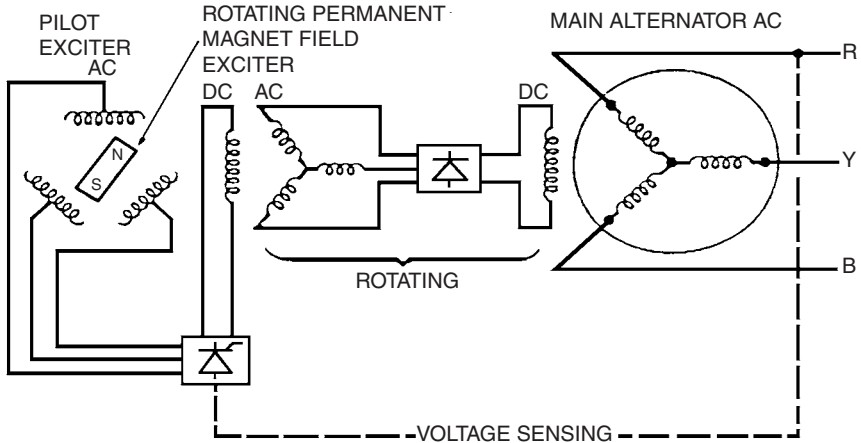 PILOT
EXCITER
AC
ROTATING PERMANENT
MAGNET FIELD
EXCITER
DC
AC
DC
MAIN ALTERNATOR AC
R
N
S
Y
ROTATING
B
VOLTAGE SENSING